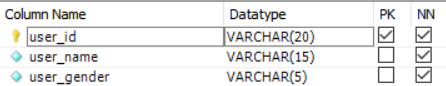 Column Name Datatype PK NN
user_id VARCHAR(20)
user_name VARCHAR(15)
user_gender VARCHAR(5)